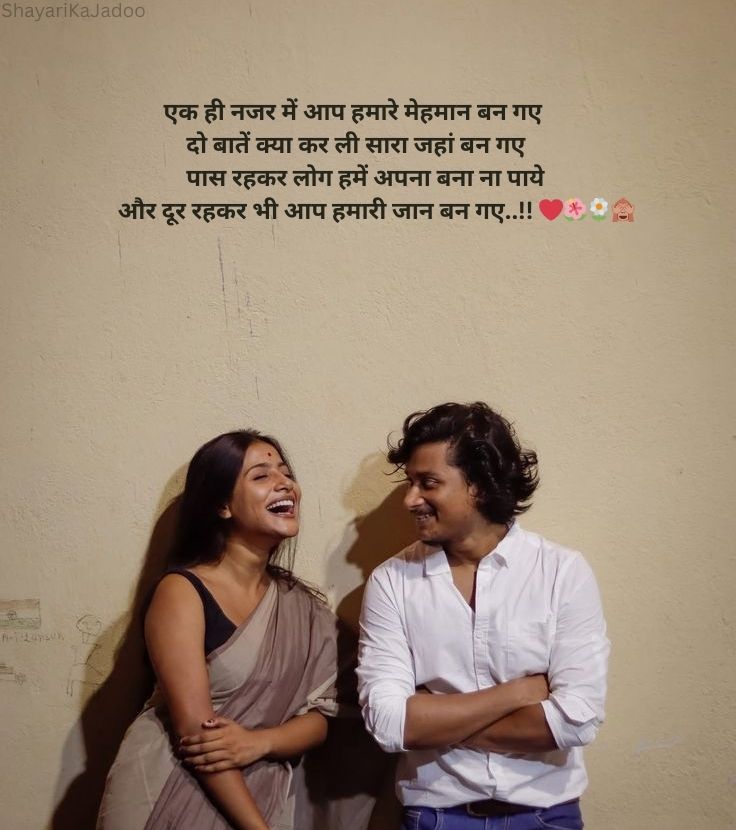 ShayariKaJadoo
एक ही नजर में आप हमारे मेहमान बन गए
दो बातें क्या कर ली सारा जहां बन गए
पास रहकर लोग हमें अपना बना ना पाये
और दूर रहकर भी आप हमारी जान बन गए..!! ❤️🌺🌼🙈